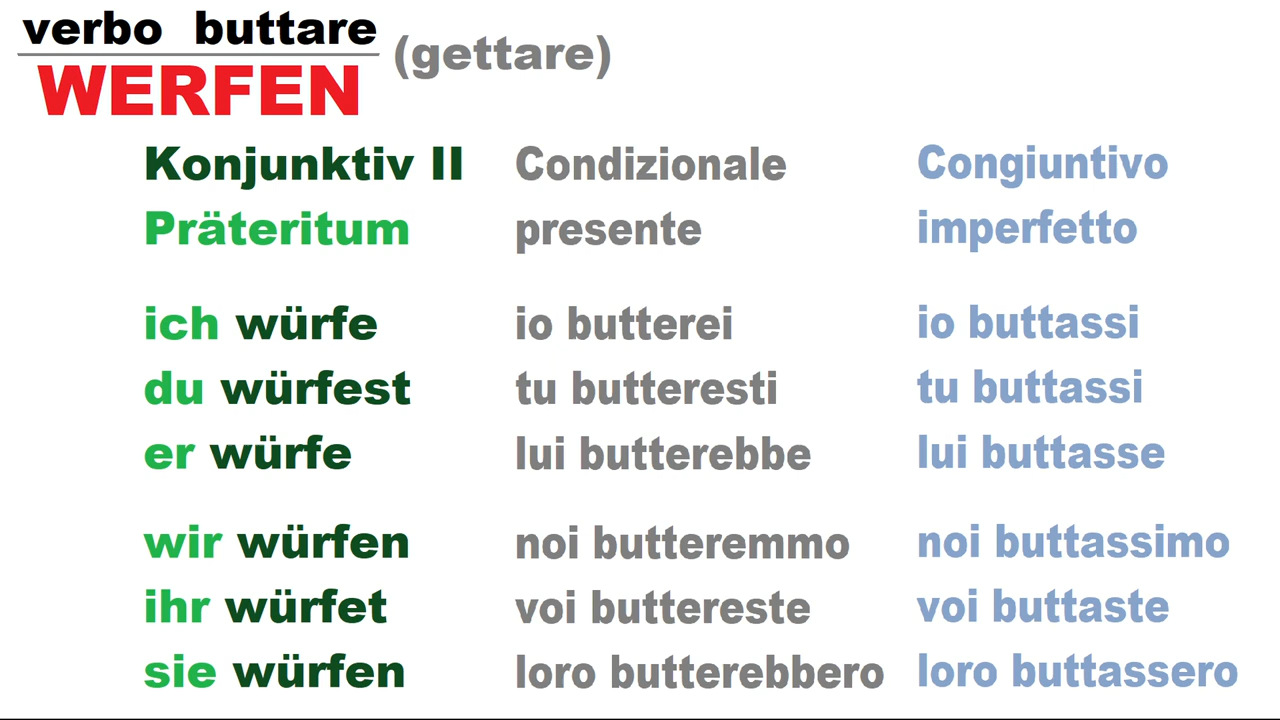 verbo buttare
(gettare)
WERFEN
Konjunktiv II Condizionale Congiuntivo
Präteritum presente imperfetto
ich würfe io butterei io buttassi
du würfest tu butteresti tu buttassi
er würfe lui butterebbe lui buttasse
wir würfen noi butteremmo noi buttassimo
ihr würfet voi buttereste voi buttaste
sie würfen loro butterebbero loro buttassero